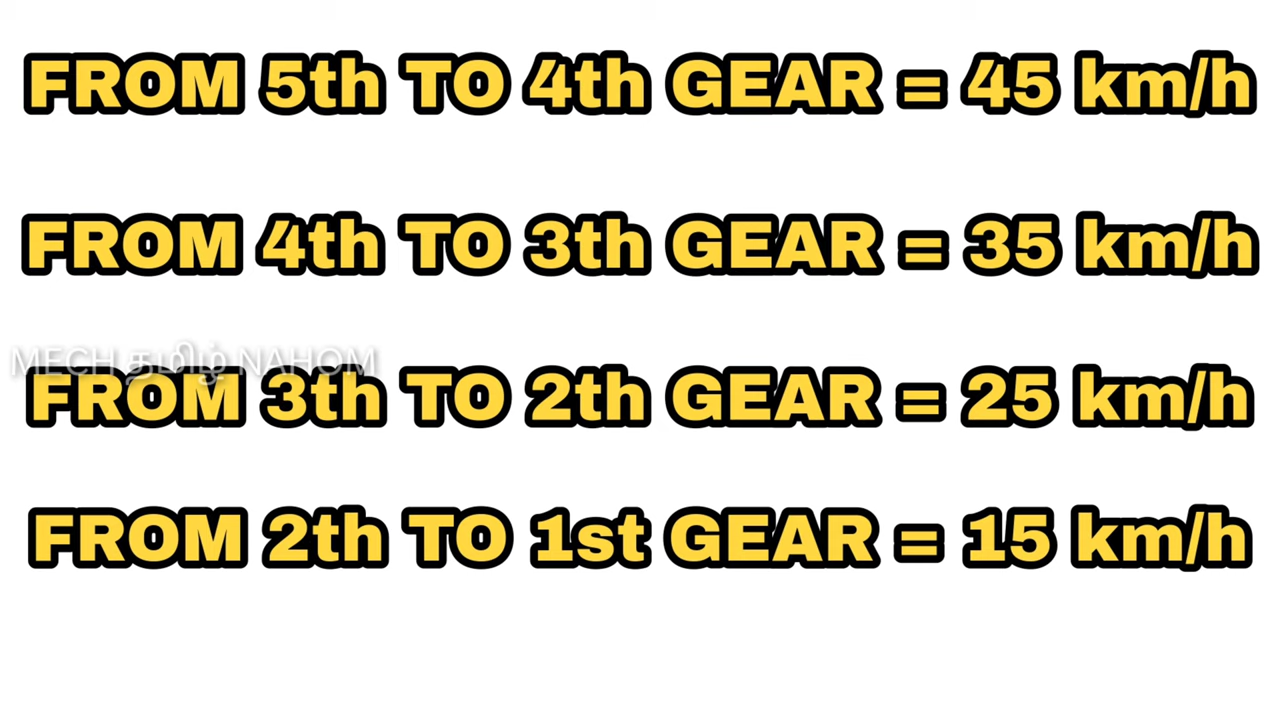 FROM 5th TO 4th GEAR = 45 km/h
FROM 4th TO 3th GEAR = 35 km/h
MECH தமிழ் NAHOM
FROM 3th TO 2th GEAR = 25 km/h
FROM 2th TO 1st GEAR = 15 km/h